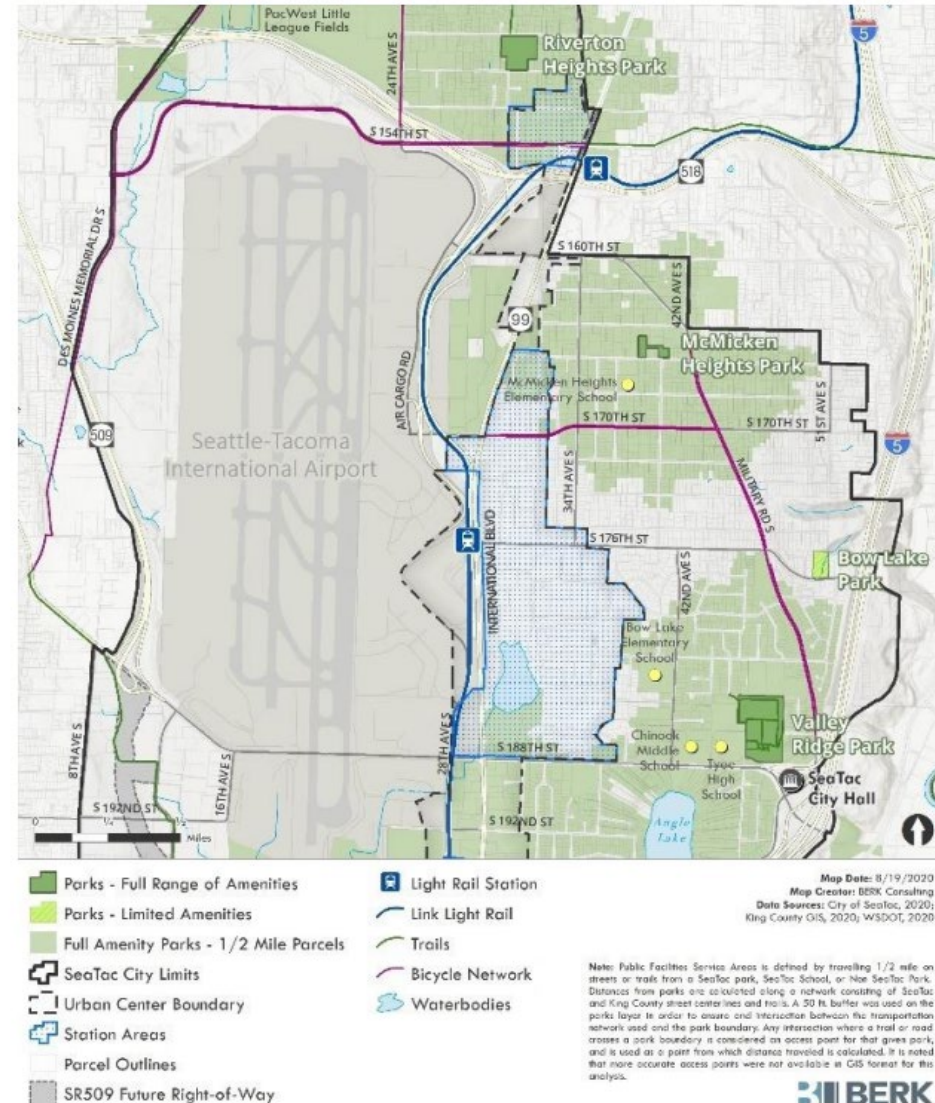 PacWest Little
League Fields
24TH AVE S
Riverton
Heights Park
5
S 154TH ST
518
DES MOINES MEMORIAL DR S
S 160TH ST
42ND AVE S
99
McMicken
Heights Park
AIR CARGO RD
McMicken Heights
Elementary School
S 170TH ST
S 170TH ST
51ST AVE S
509
5
Seattle-Tacoma
International Airport
34TH AVE S
MILITARY RD S
INTERNATIONAL BLVD
S 176TH ST
Bow Lake
Park
42ND AVE S
Bow Lake
Elementary
School
8TH AVE S
16TH AVE S
28TH AVE S
S 188TH ST
Chinook
Middle
School
Tyee
High
School
Valley
Ridge Park
SeaTac
City Hall
S 192ND ST
S 192ND ST
Angle
Lake
0
Miles
Parks - Full Range of Amenities
Parks - Limited Amenities
Full Amenity Parks - 1/2 Mile Parcels
SeaTac City Limits
Urban Center Boundary
Station Areas
Parcel Outlines
SR509 Future Right-of-Way
Light Rail Station
Link Light Rail
Trails
Bicycle Network
Waterbodies
Map Date: 8/19/2020
Map Creator: BERK Consulting
Data Sources: City of SeaTac, 2020;
King County GIS, 2020; WSDOT, 2020
Note: Public Facilities Service Areas is defined by travelling 1/2 mile on
streets or trails from a SeaTac park, SeaTac School, or Non SeaTac Park.
Distances from parks are calculated along a network consisting of SeaTac
and King County street centerlines and trails. A 50 ft. buffer was used on the
parks layer in order to ensure and intersection between the transportation
network used and the park boundary. Any intersection where a trail or road
crosses a park boundary is considered an access point for that given park,
and is used as a point from which distance traveled is calculated. It is noted
that more accurate access points were not available in GIS format for this
analysis.
BERK